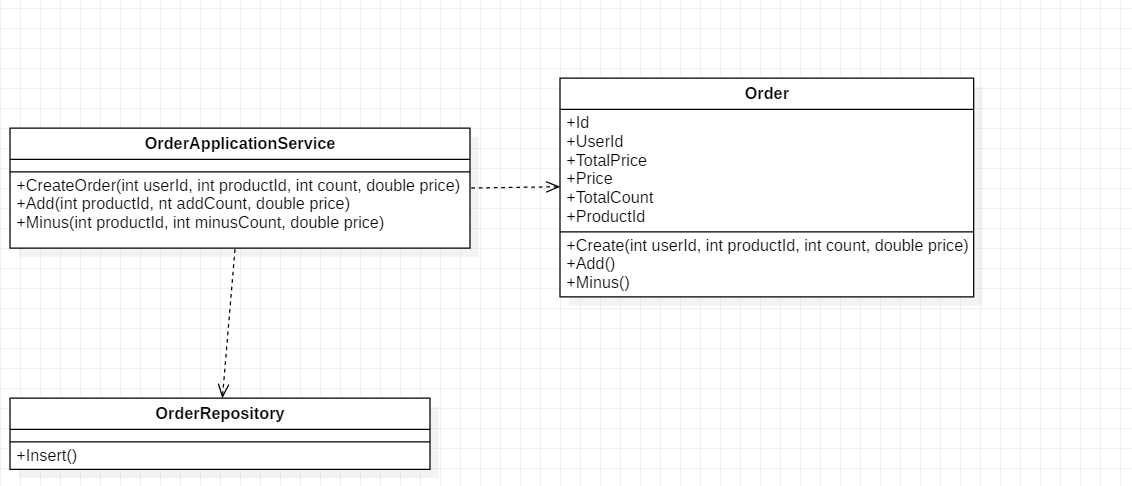 OrderApplicationService
+CreateOrder(int userId, int productId, int count, double price)
+Add(int productId, nt addCount, double price)
+Minus(int productId, int minusCount, double price)
Order
+Id
+UserId
+TotalPrice
+Price
+TotalCount
+ProductId
+Create(int userId, int productId, int count, double price)
+Add()
+Minus()
OrderRepository
+Insert()